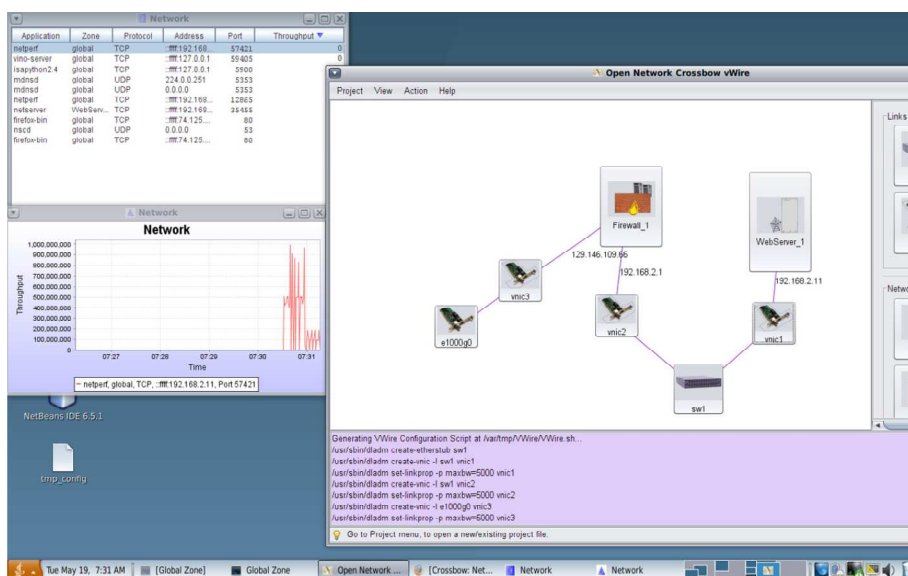 Network
Application Zone Protocol Address Port Throughput
netperf global TCP ::ffff:192.168... 57421 0
vino-server global TCP ::ffff:127.0.0.1 59405 0
isapython2.4 global TCP ::ffff:127.0.0.1 5900
mdnsd global UDP 224.0.0.251 5353
mdnsd global UDP 0.0.0.0 5353
netperf global TCP ::ffff:192.168... 12865
netserver WebServ... TCP ::ffff:192.168...
firefox-bin global TCP ::ffff:74.125.... 80
nscd global UDP 0.0.0.0 53
firefox-bin global TCP ::ffff:74.125.... 80
Network
Network
Throughput
1,000,000,000
900,000,000
800,000,000
700,000,000
600,000,000
500,000,000
400,000,000
300,000,000
200,000,000
100,000,000
0
07:27 07:28 07:29 07:30 07:31
Time
netperf, global, TCP, ::ffff:192.168.2.11, Port 57421
NetBeans IDE 6.5.1
tmp_config
Open Network Crossbow vWire
Project View Action Help
Links
Firewall_1
WebServer_1
129.146.109.66
192.168.2.1
192.168.2.11
vnic3
e1000g0
vnic2
vnic1
sw1
Netwo
Generating VWire Configuration Script at /var/tmp/VWire/VWire.sh...
/usr/sbin/dladm create-etherstub sw1
/usr/sbin/dladm create-vnic -l sw1 vnic1
/usr/sbin/dladm set-linkprop -p maxbw=5000 vnic1
/usr/sbin/dladm create-vnic -l sw1 vnic2
/usr/sbin/dladm set-linkprop -p maxbw=5000 vnic2
/usr/sbin/dladm create-vnic -l e1000g0 vnic3
/usr/sbin/dladm set-linkprop -p maxbw=5000 vnic3
Go to Project menu, to open a new/existing project file.
Tue May 19, 7:31 AM [Global Zone] Global Zone Open Network ... [Crossbow: Net... Network Network